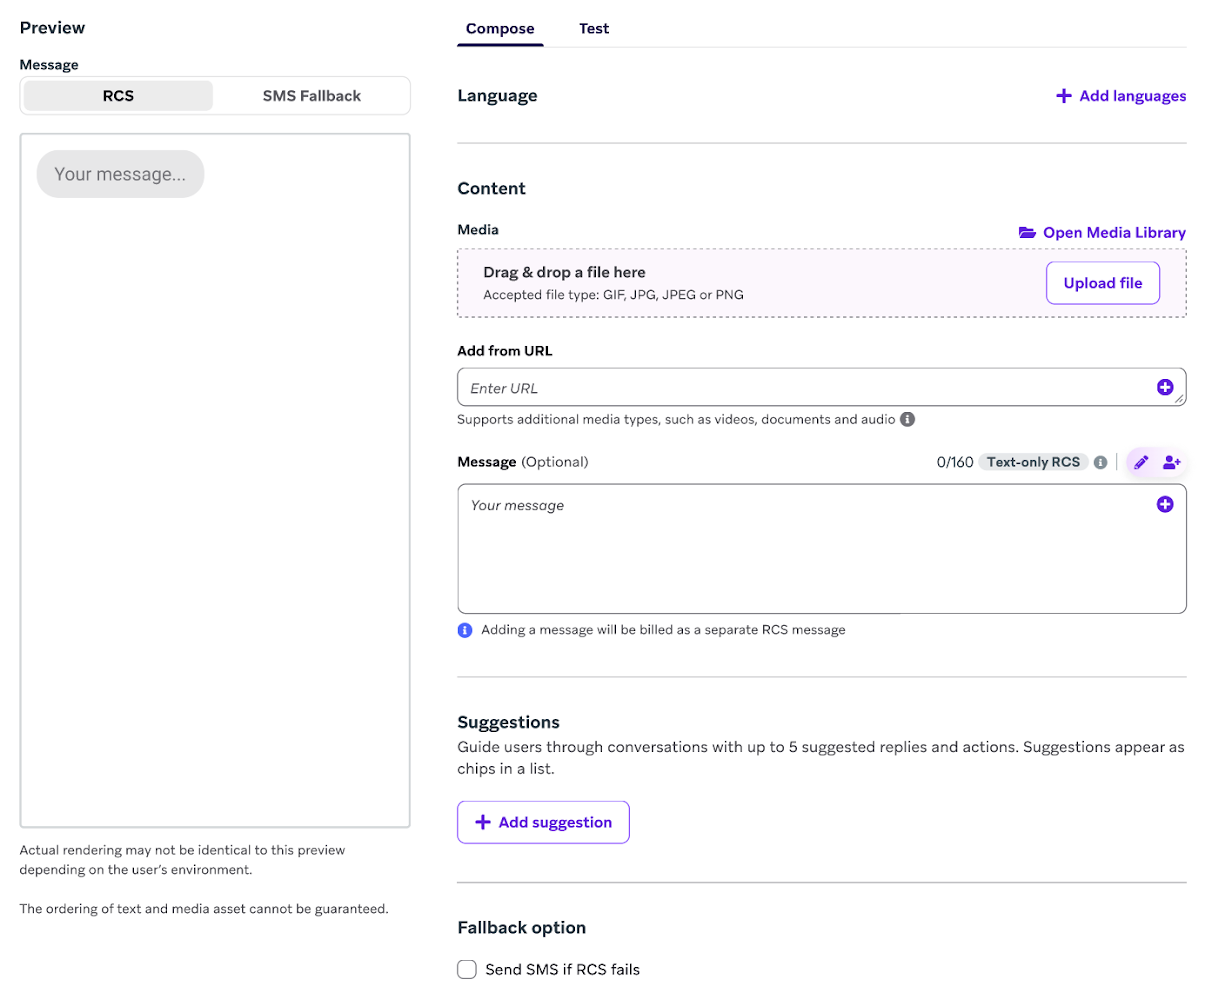 Preview
Message
RCS
SMS Fallback
Your message...
Actual rendering may not be identical to this preview
depending on the user's environment.
The ordering of text and media asset cannot be guaranteed.
Compose
Test
Language
Add languages
Content
Media
Open Media Library
Drag & drop a file here
Accepted file type: GIF, JPG, JPEG or PNG
Upload file
Add from URL
Enter URL
Supports additional media types, such as videos, documents and audio
Message (Optional)
0/160 Text-only RCS
Your message
Adding a message will be billed as a separate RCS message
Suggestions
Guide users through conversations with up to 5 suggested replies and actions. Suggestions appear as
chips in a list.
Add suggestion
Fallback option
Send SMS if RCS fails